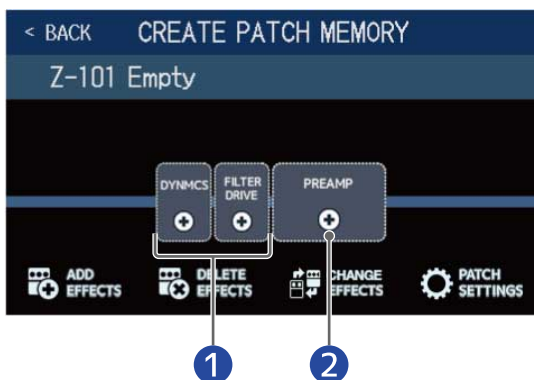 < BACK CREATE PATCH MEMORY
Z-101 Empty
DYNMCS FILTER DRIVE PREAMP
ADD EFFECTS DELETE EFFECTS CHANGE EFFECTS PATCH SETTINGS
1 2